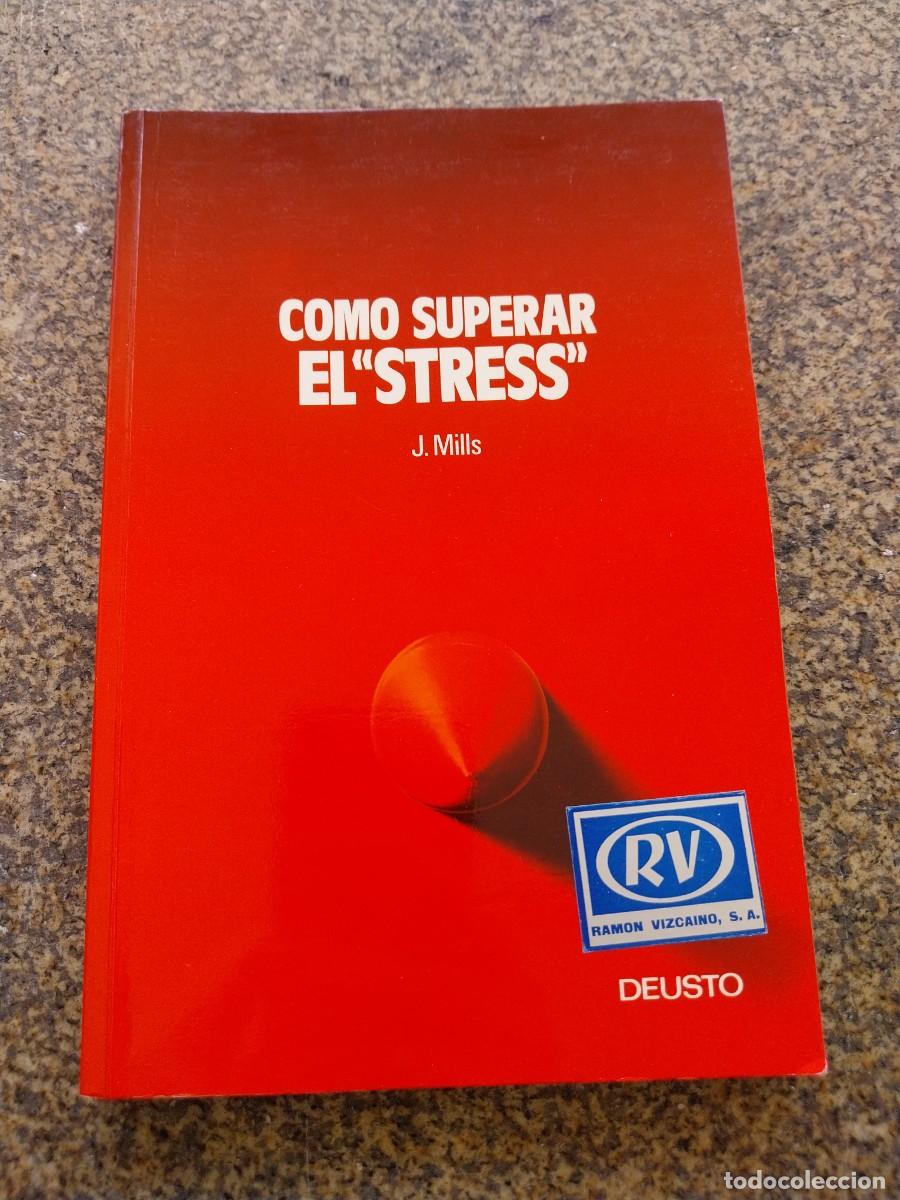 COMO SUPERAR
EL "STRESS"
J. Mills
RV
RAMON VIZCAINO, S. A.
DEUSTO
todocoleccion